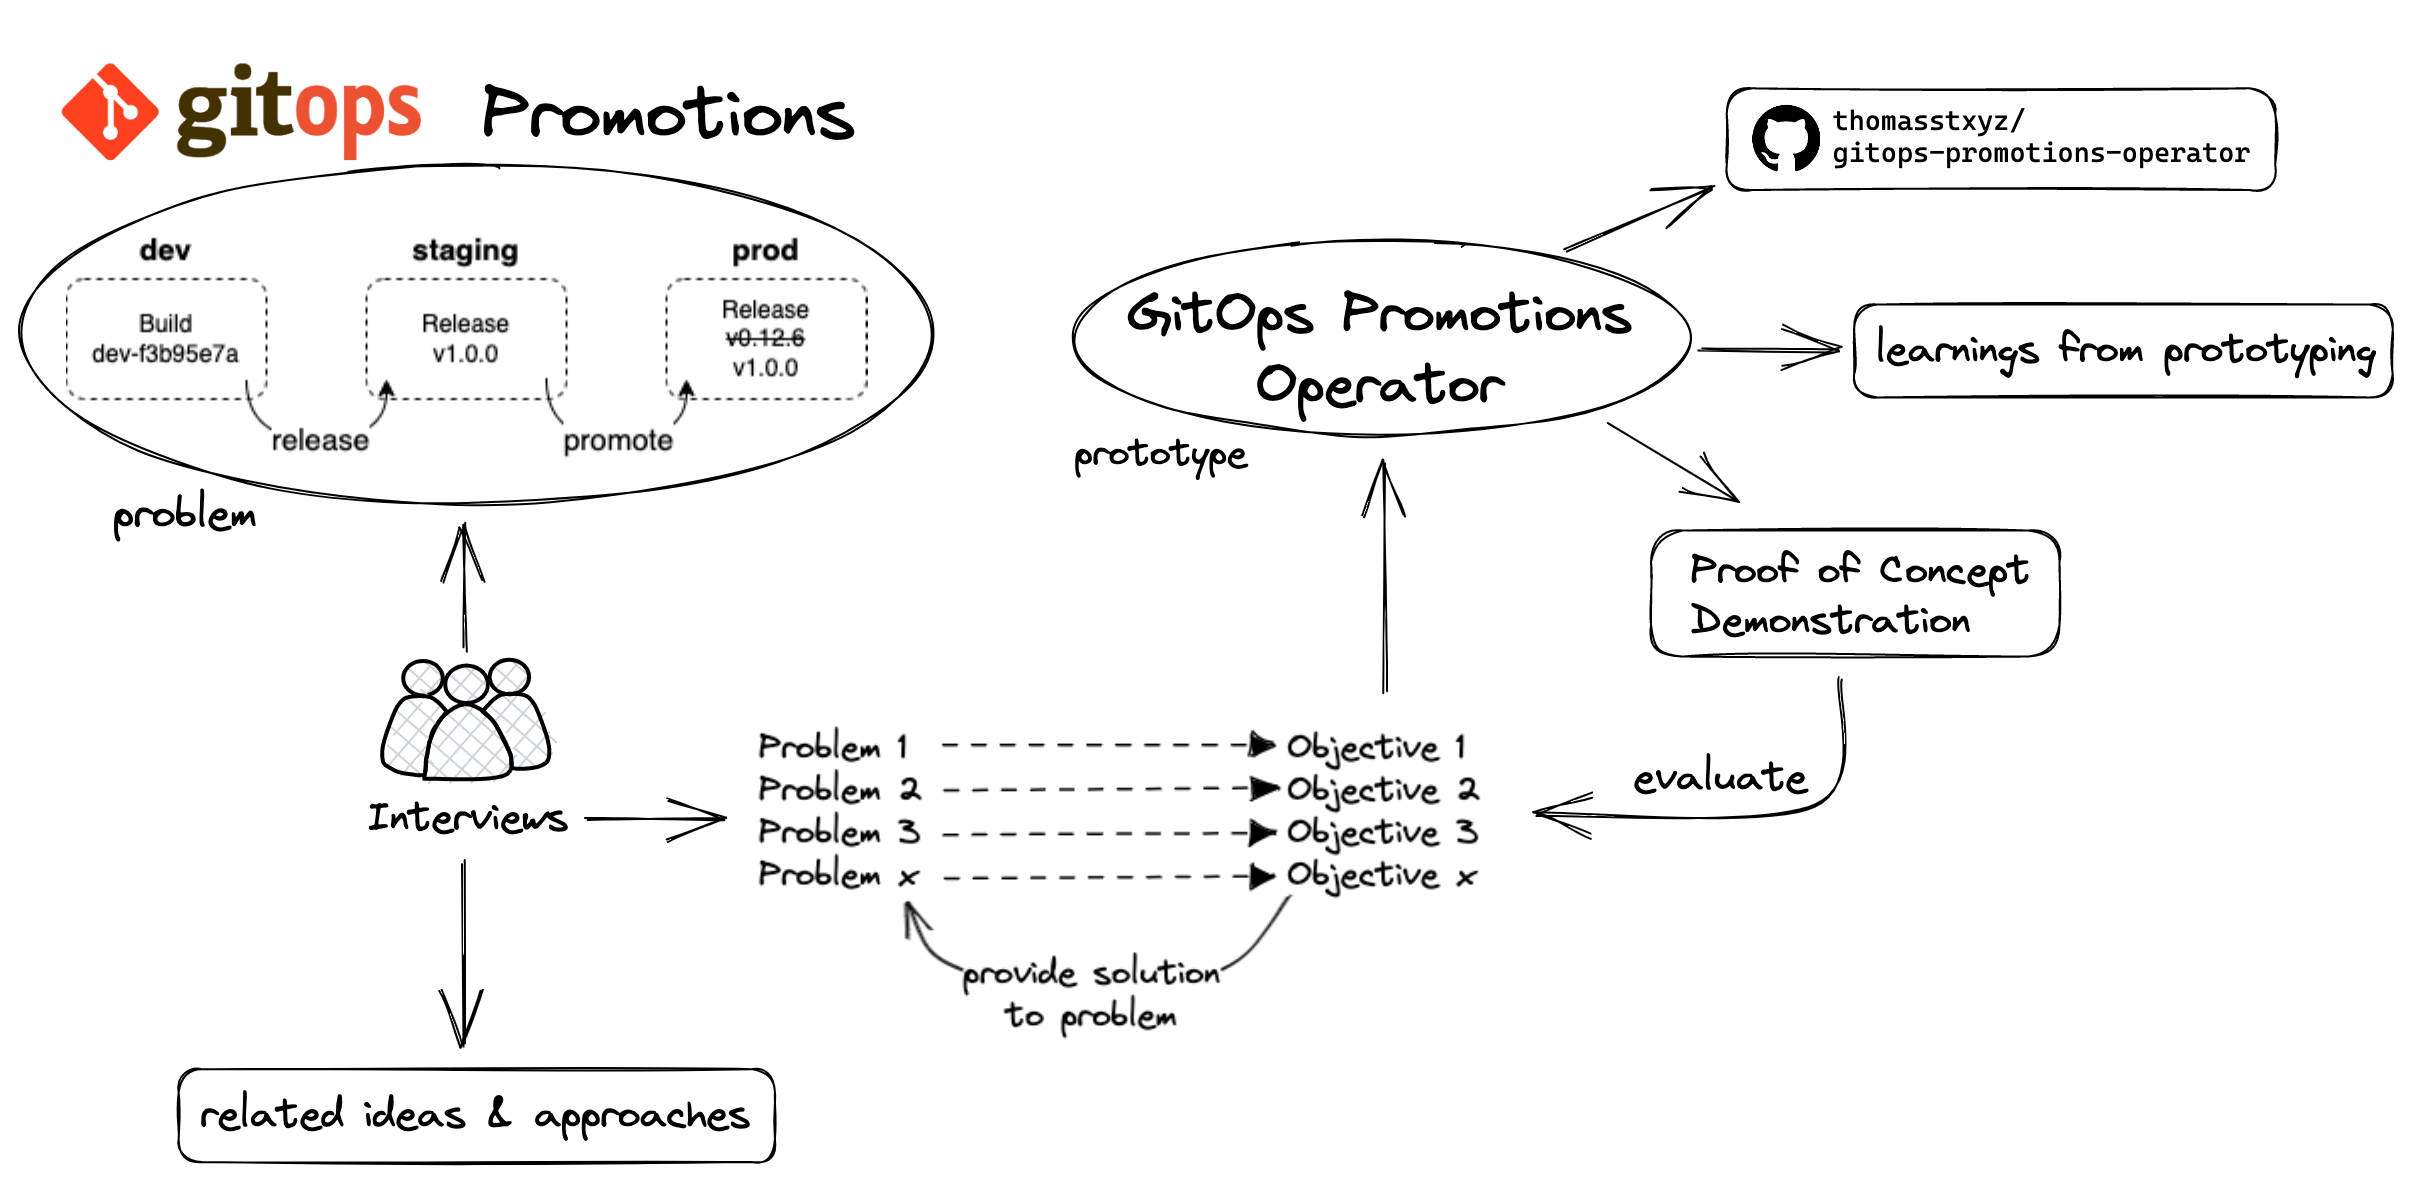 gitops Promotions
dev
staging
prod
Build
dev-f3b95e7a
Release
v1.0.0
Release
v0.12.6
v1.0.0
release
promote
problem
Interviews
related ideas & approaches
Problem 1
Problem 2
Problem 3
Problem x
Objective 1
Objective 2
Objective 3
Objective x
provide solution
to problem
GitOps Promotions
Operator
prototype
thomasstxyz/
gitops-promotions-operator
learnings from prototyping
Proof of Concept
Demonstration
evaluate